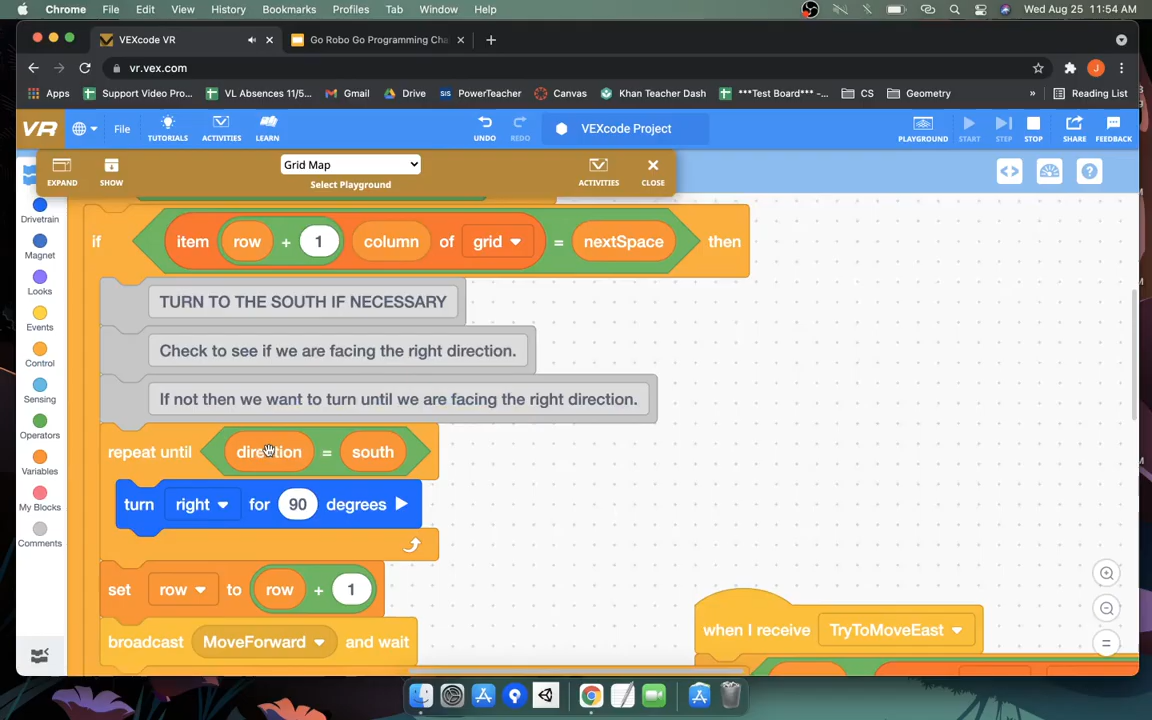 Chrome File Edit View History Bookmarks Profiles Tab Window Help Wed Aug 25 11:54 AM
VEXcode VR Go Robo Go Programming Cha
vr.vex.com
Apps Support Video Pro... VL Absences 11/5... Gmail Drive SIS PowerTeacher Canvas Khan Teacher Dash ***Test Board*** -... CS Geometry » Reading List
VR File TUTORIALS ACTIVITIES LEARN UNDO REDO VEXcode Project PLAYGROUND START STEP STOP SHARE FEEDBACK
EXPAND SHOW Grid Map Select Playground ACTIVITIES CLOSE
Drivetrain
Magnet
Looks
Events
Control
Sensing
Operators
Variables
My Blocks
Comments
if item row + 1 column of grid = nextSpace then
TURN TO THE SOUTH IF NECESSARY
Check to see if we are facing the right direction.
If not then we want to turn until we are facing the right direction.
repeat until direction = south
turn right for 90 degrees
set row to row + 1
broadcast MoveForward and wait
when I receive TryToMoveEast